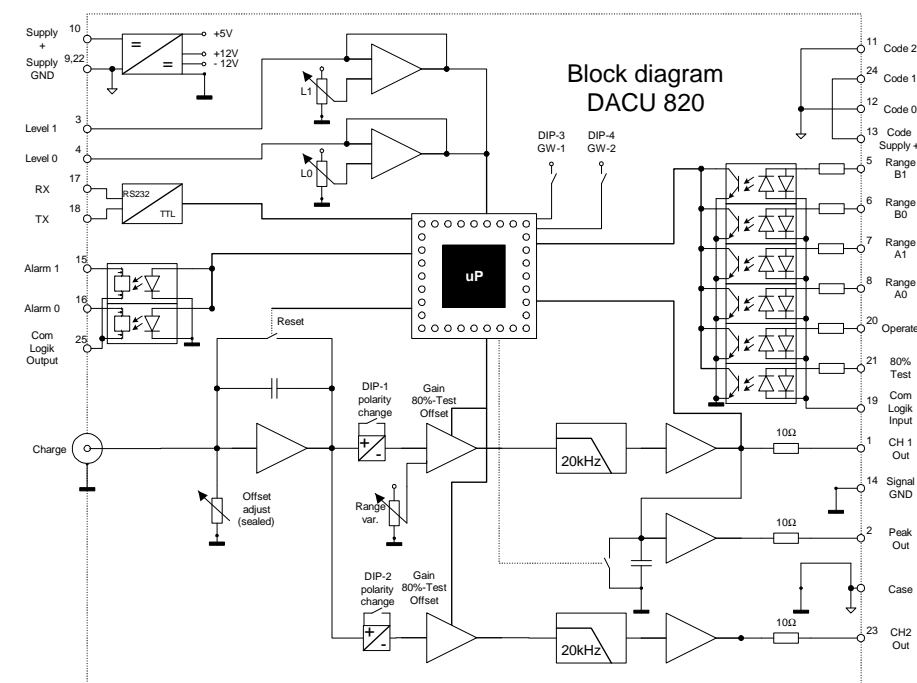 Block diagram
DACU 820
Supply
+
10
Supply
GND
9,22
=
=
+5V
+12V
- 12V
Level 1
3
L1
Level 0
4
L0
RX
17
TX
18
RS232
TTL
Alarm 1
15
Alarm 0
16
Com
Logik
Output
25
DIP-3
GW-1
DIP-4
GW-2
uP
Reset
Charge
Offset
adjust
(sealed)
DIP-1
polarity
change
+
-
Gain
80%-Test
Offset
Range
var.
20kHz
DIP-2
polarity
change
+
-
Gain
80%-Test
Offset
20kHz
11
Code 2
24
Code 1
12
Code 0
13
Code
Supply +
5
Range
B1
6
Range
B0
7
Range
A1
8
Range
A0
20
Operate
21
80%
Test
19
Com
Logik
Input
10Ω
1
CH 1
Out
14
Signal
GND
10Ω
2
Peak
Out
Case
10Ω
23
CH2
Out